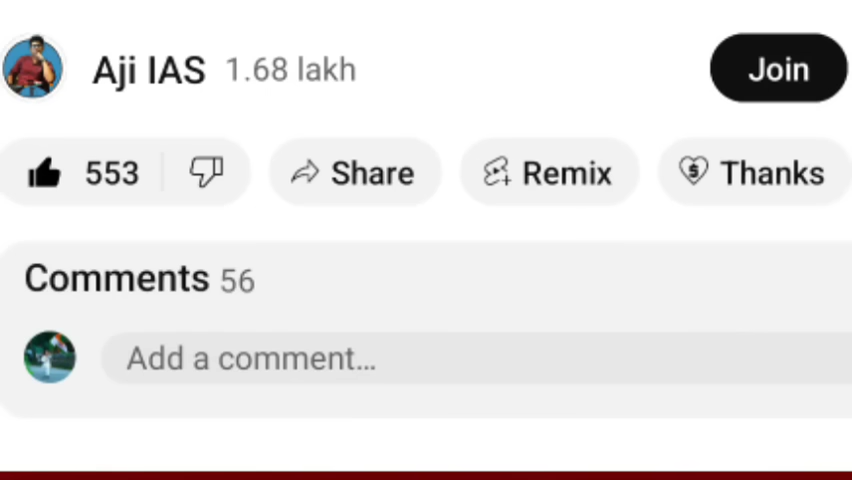 Aji IAS 1.68 lakh Join
553 Share Remix Thanks
Comments 56
Add a comment...